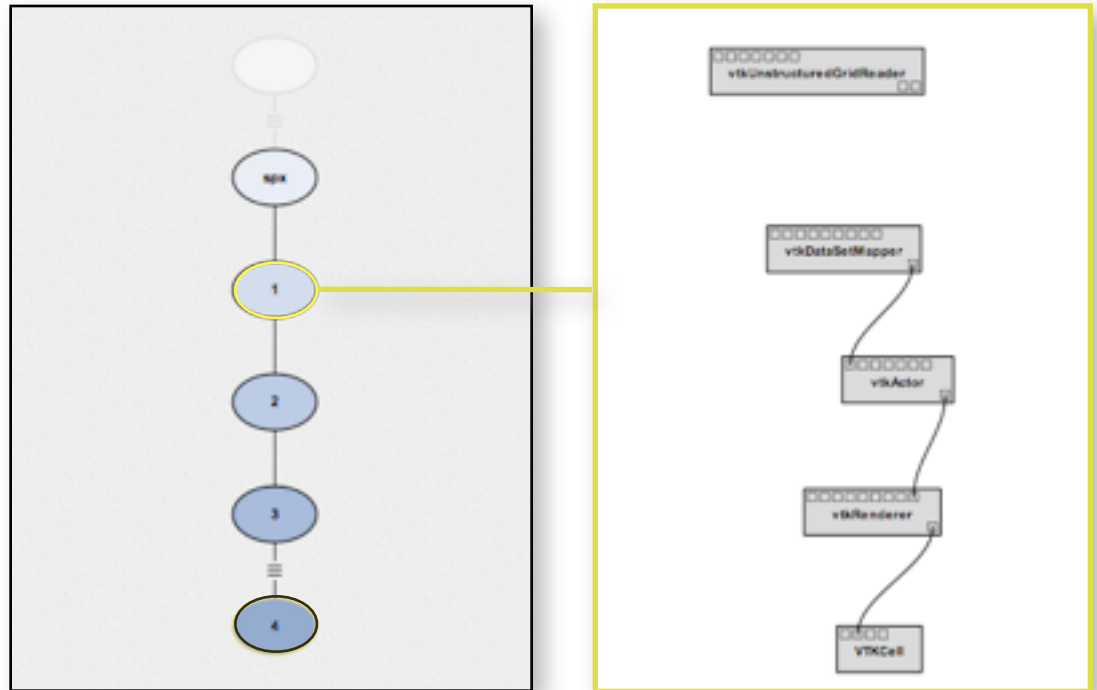 spx
1
2
3
4
vtkUnstructuredGridReader
vtkDataSetMapper
vtkActor
vtkRenderer
VTKCell